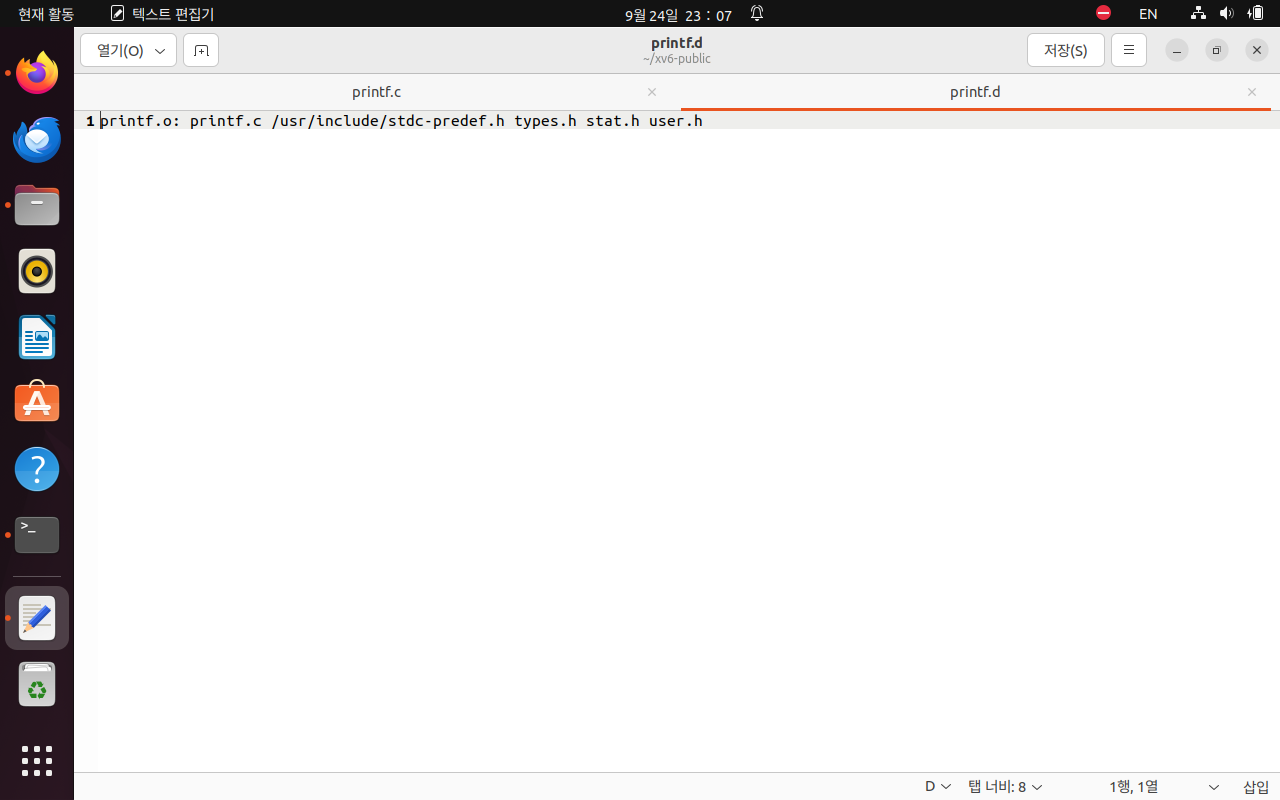 현재 활동 텍스트 편집기 9월 24일 23 : 07 EN
열기(O) printf.d 저장(S)
~/xv6-public
printf.c printf.d
1 printf.o: printf.c /usr/include/stdc-predef.h types.h stat.h user.h
>_
?
D 탭 너비: 8 1행, 1열 삽입